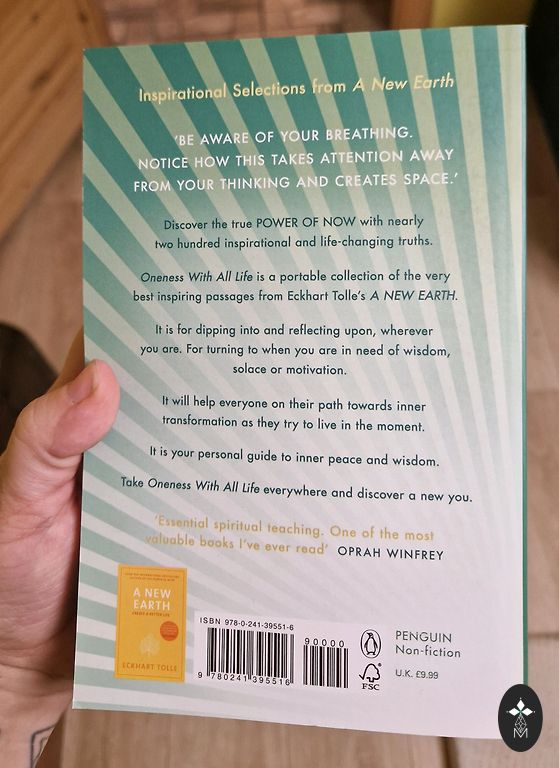 Inspirational Selections from A New Earth
'BE AWARE OF YOUR BREATHING.
NOTICE HOW THIS TAKES ATTENTION AWAY
FROM YOUR THINKING AND CREATES SPACE.'
Discover the true POWER OF NOW with nearly
two hundred inspirational and life-changing truths.
Oneness With All Life is a portable collection of the very
best inspiring passages from Eckhart Tolle's A NEW EARTH.
It is for dipping into and reflecting upon, wherever
you are. For turning to when you are in need of wisdom,
solace or motivation.
It will help everyone on their path towards inner
transformation as they try to live in the moment.
It is your personal guide to inner peace and wisdom.
Take Oneness With All Life everywhere and discover a new you.
'Essential spiritual teaching. One of the most
valuable books I've ever read' OPRAH WINFREY
A NEW
EARTH
CREATE A BETTER LIFE
ECKHART TOLLE
ISBN 978-0-241-39551-6
90000
9 780241 395516
FSC
PENGUIN
Non-fiction
U.K. £9.99
M